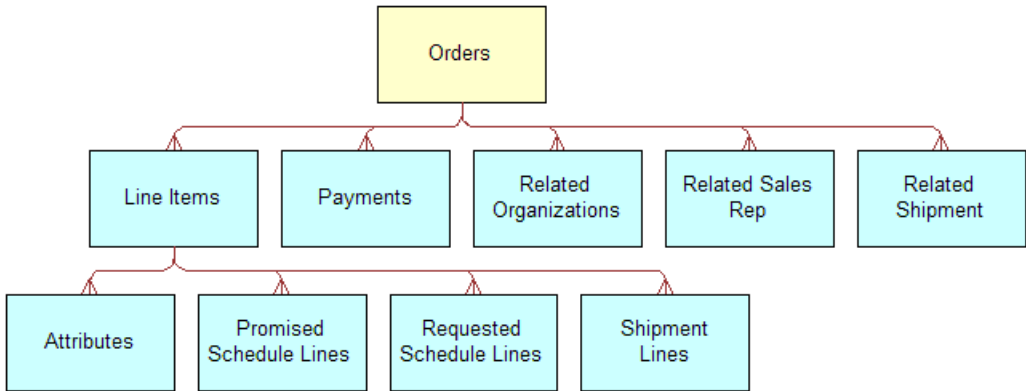 Orders
Line Items
Payments
Related
Organizations
Related Sales
Rep
Related
Shipment
Attributes
Promised
Schedule Lines
Requested
Schedule Lines
Shipment
Lines